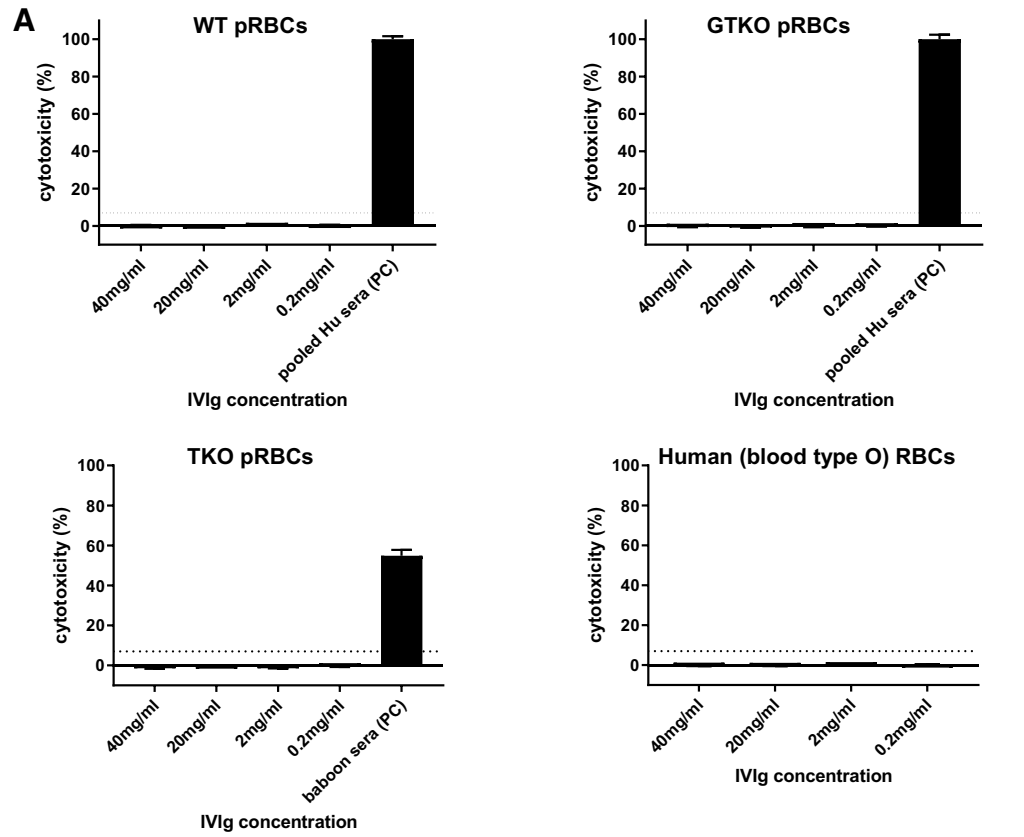 A
WT pRBCs
cytotoxicity (%)
100
80
60
40
20
0
40mg/ml
20mg/ml
2mg/ml
0.2mg/ml
pooled Hu sera (PC)
IVIg concentration
GTKO pRBCs
cytotoxicity (%)
100
80
60
40
20
0
40mg/ml
20mg/ml
2mg/ml
0.2mg/ml
pooled Hu sera (PC)
IVIg concentration
TKO pRBCs
cytotoxicity (%)
100
80
60
40
20
0
40mg/ml
20mg/ml
2mg/ml
0.2mg/ml
baboon sera (PC)
IVIg concentration
Human (blood type O) RBCs
cytotoxicity (%)
100
80
60
40
20
0
40mg/ml
20mg/ml
2mg/ml
0.2mg/ml
IVIg concentration